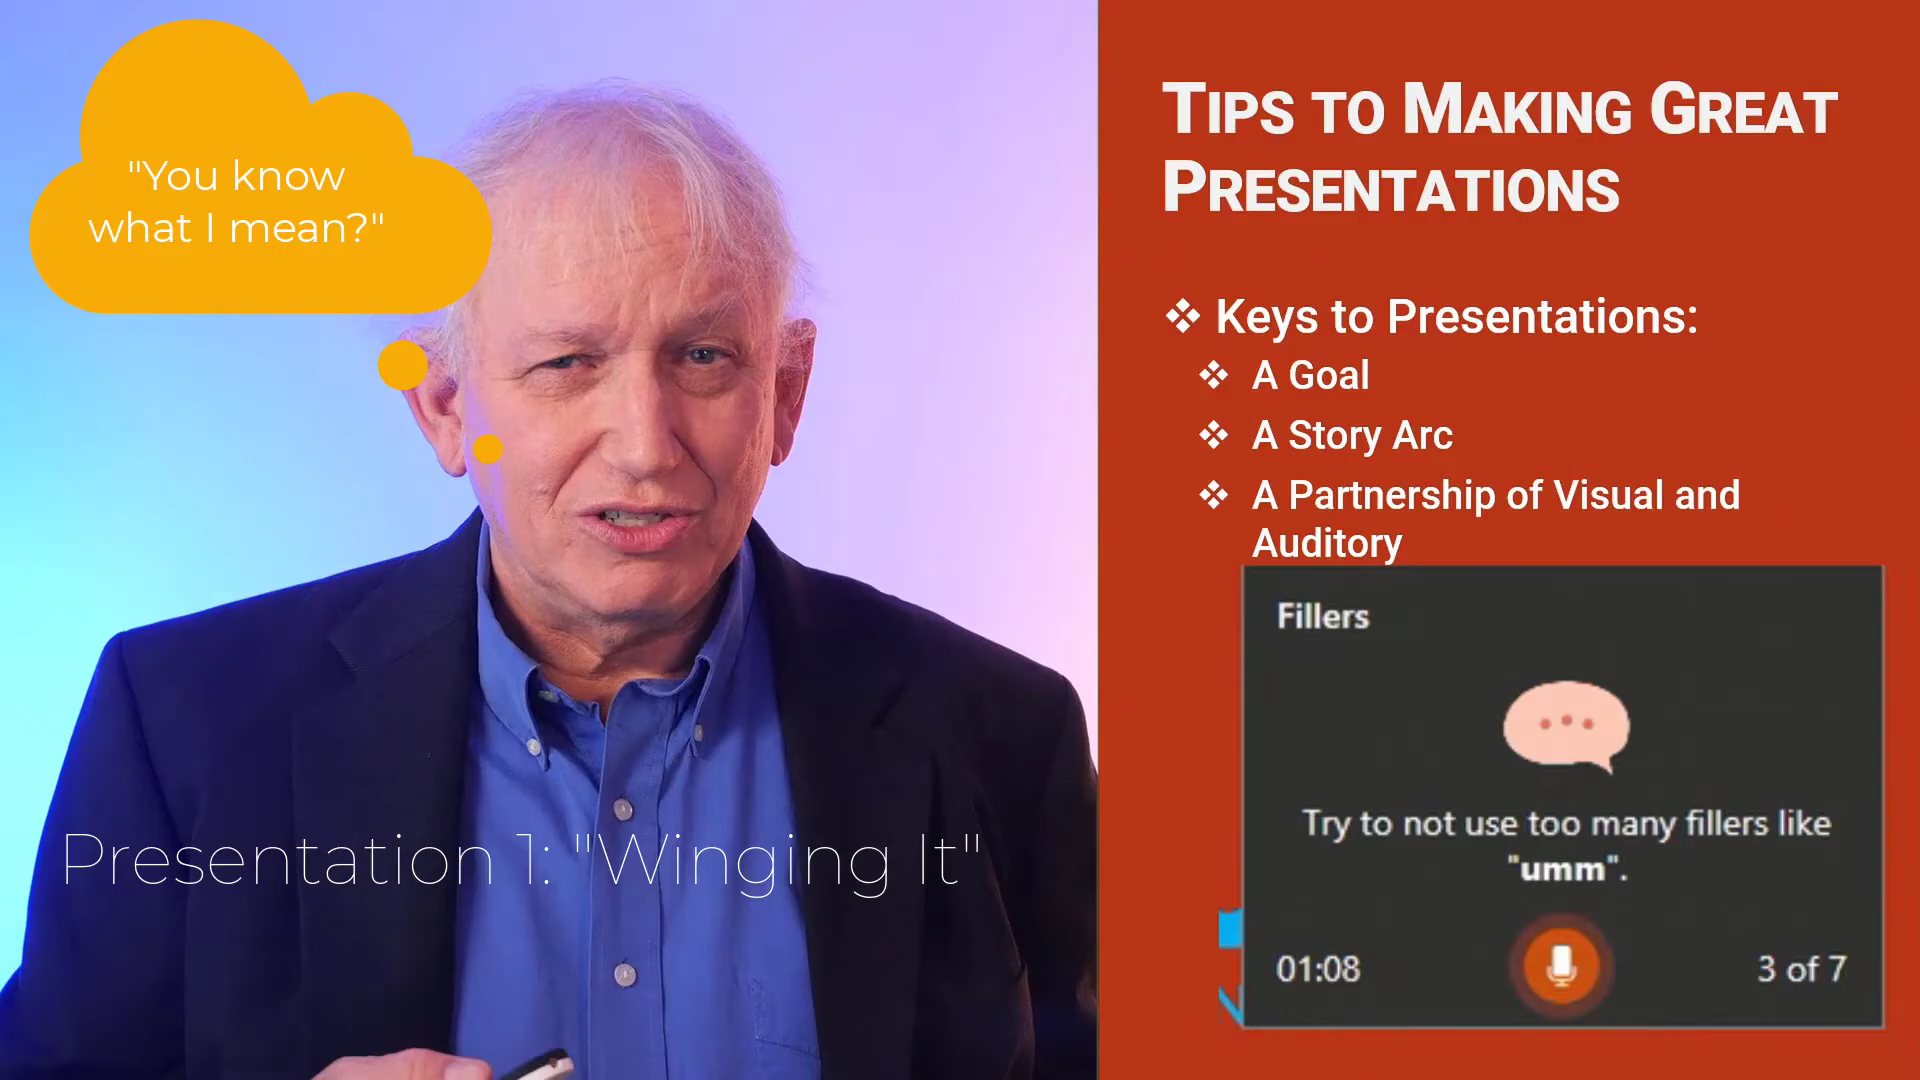 "You know
what I mean?"
Presentation 1: "Winging It"
TIPS TO MAKING GREAT
PRESENTATIONS
❖ Keys to Presentations:
❖ A Goal
❖ A Story Arc
❖ A Partnership of Visual and
Auditory
Fillers
Try to not use too many fillers like
"umm".
01:08
3 of 7